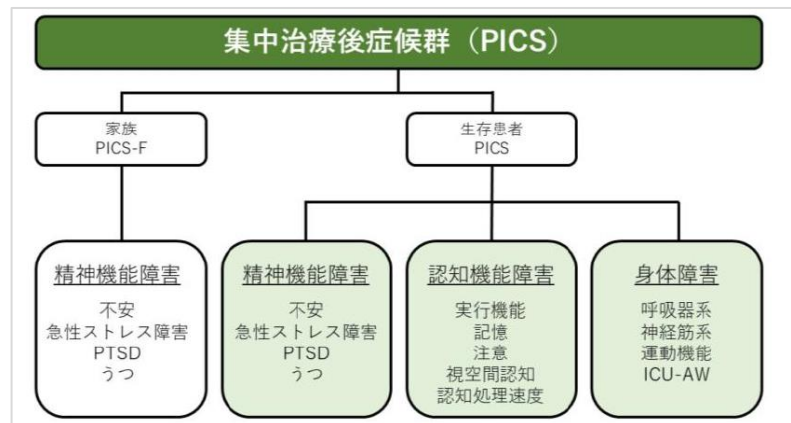 集中治療後症候群（PICS）
家族
PICS-F
生存患者
PICS
精神機能障害
不安
急性ストレス障害
PTSD
うつ
精神機能障害
不安
急性ストレス障害
PTSD
うつ
認知機能障害
実行機能
記憶
注意
視空間認知
認知処理速度
身体障害
呼吸器系
神経筋系
運動機能
ICU-AW